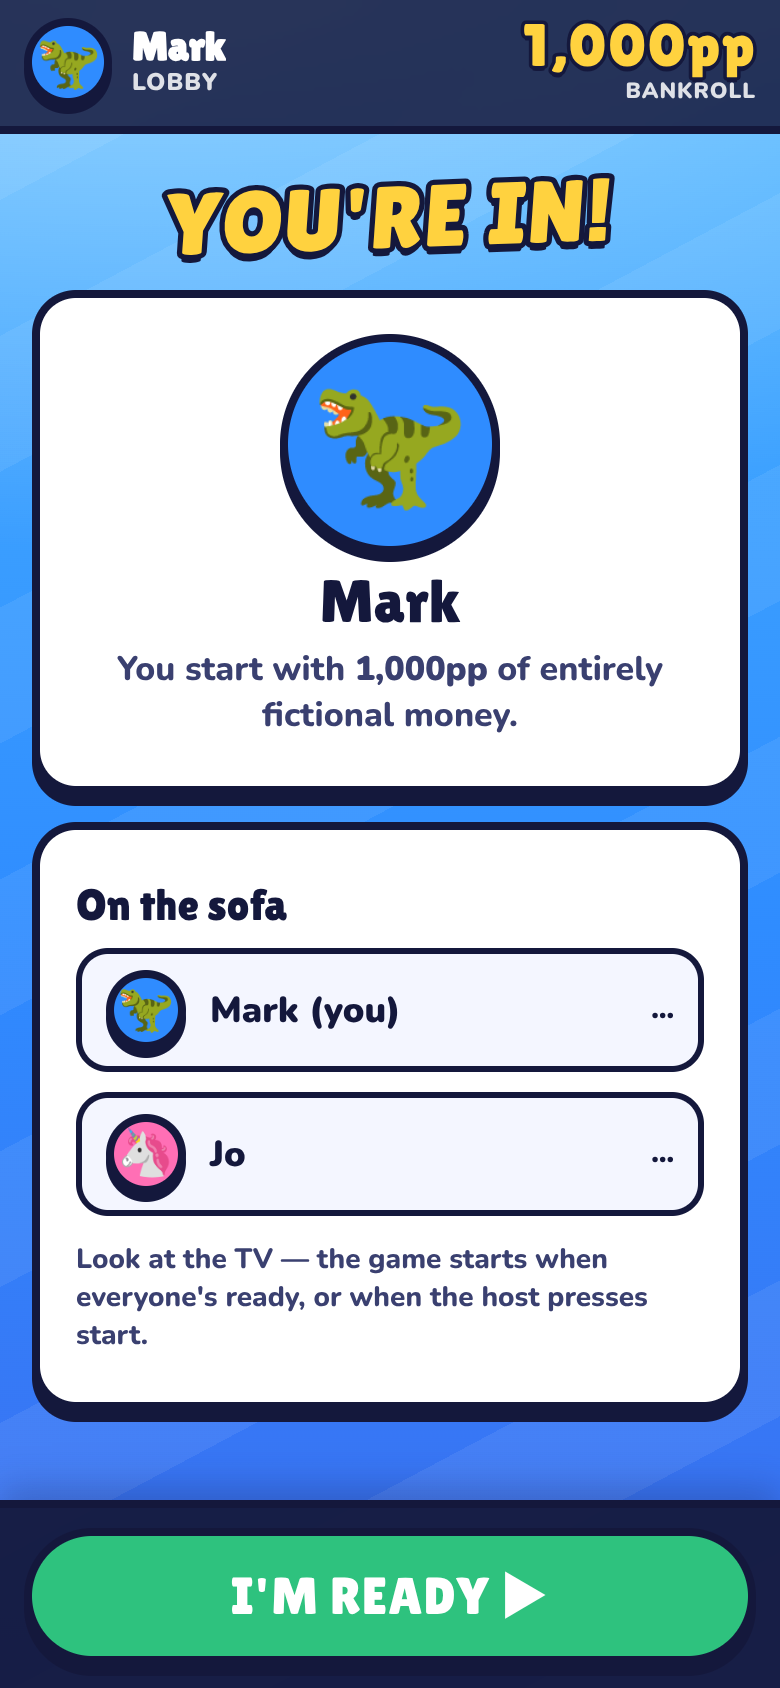 Mark
LOBBY
1,000pp
BANKROLL
YOU'RE IN!
Mark
You start with 1,000pp of entirely
fictional money.
On the sofa
Mark (you)
...
Jo
...
Look at the TV — the game starts when
everyone's ready, or when the host presses
start.
I'M READY ▶